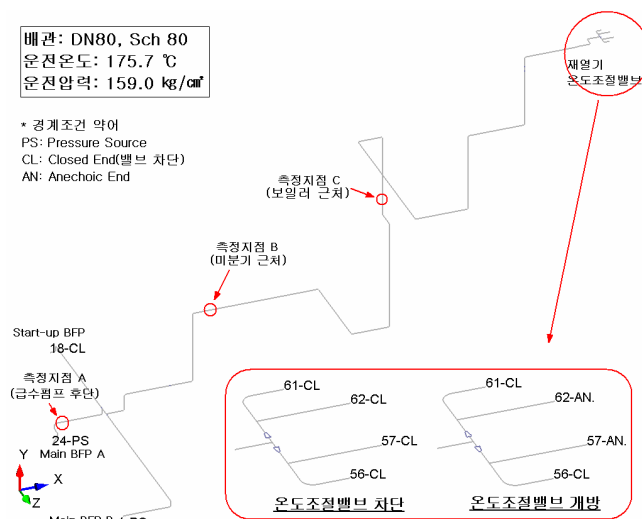 배관: DN80, Sch 80
운전온도: 175.7 ℃
운전압력: 159.0 kg/㎠
* 경계조건 약어
PS: Pressure Source
CL: Closed End(밸브 차단)
AN: Anechoic End
재열기
온도조절밸브
측정지점 C
(보일러 근처)
측정지점 B
(미분기 근처)
Start-up BFP
18-CL
측정지점 A
(급수펌프 후단)
24-PS
Main BFP A
Y
X
Z
61-CL
62-CL
57-CL
56-CL
온도조절밸브 차단
61-CL
62-AN.
57-AN.
56-CL
온도조절밸브 개방